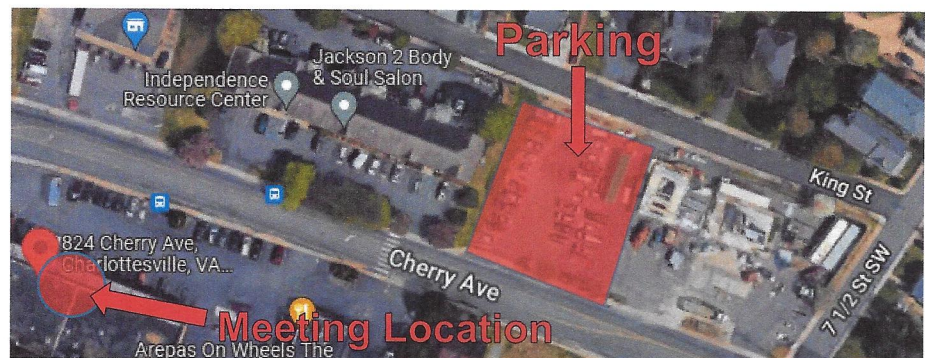 Parking
Jackson 2 Body
& Soul Salon
Independence
Resource Center
King St
824 Cherry Ave,
Charlottesville, VA...
Cherry Ave
7 1/2 St SW
Meeting Location
Arepas On Wheels The